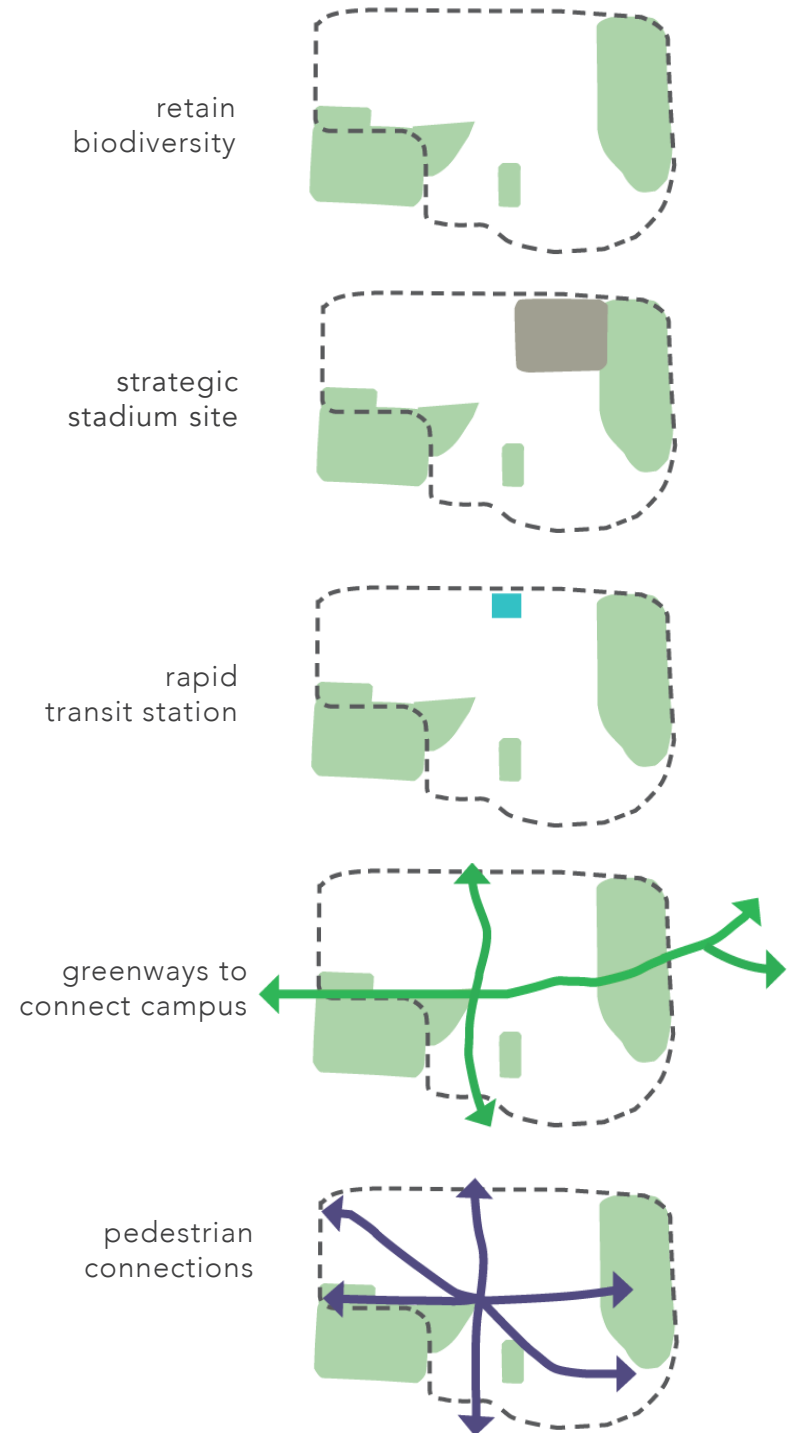 retain
biodiversity
strategic
stadium site
rapid
transit station
greenways to
connect campus
pedestrian
connections